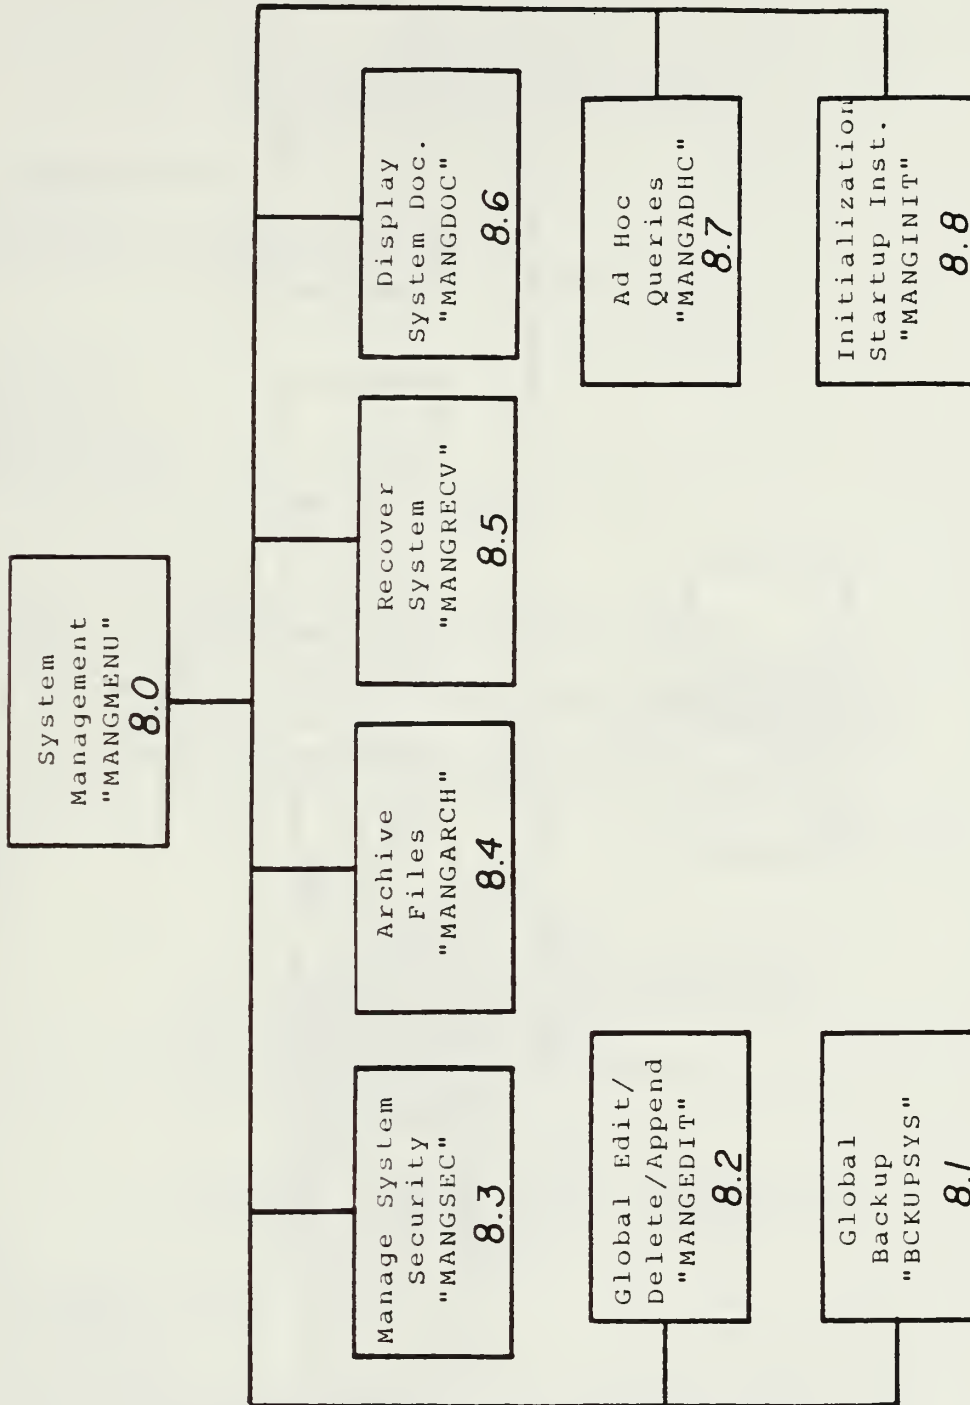 System
Management
"MANGMENU"
8.0
Manage System
Security
"MANGSEC"
8.3
Archive
Files
"MANGARCH"
8.4
Recover
System
"MANGRECV"
8.5
Display
System Doc.
"MANGDOC"
8.6
Global Edit/
Delete/Append
"MANGEDIT"
8.2
Ad Hoc
Queries
"MANGADHC"
8.7
Global
Backup
"BCKUPSYS"
8.1
Initialization
Startup Inst.
"MANGINIT"
8.8